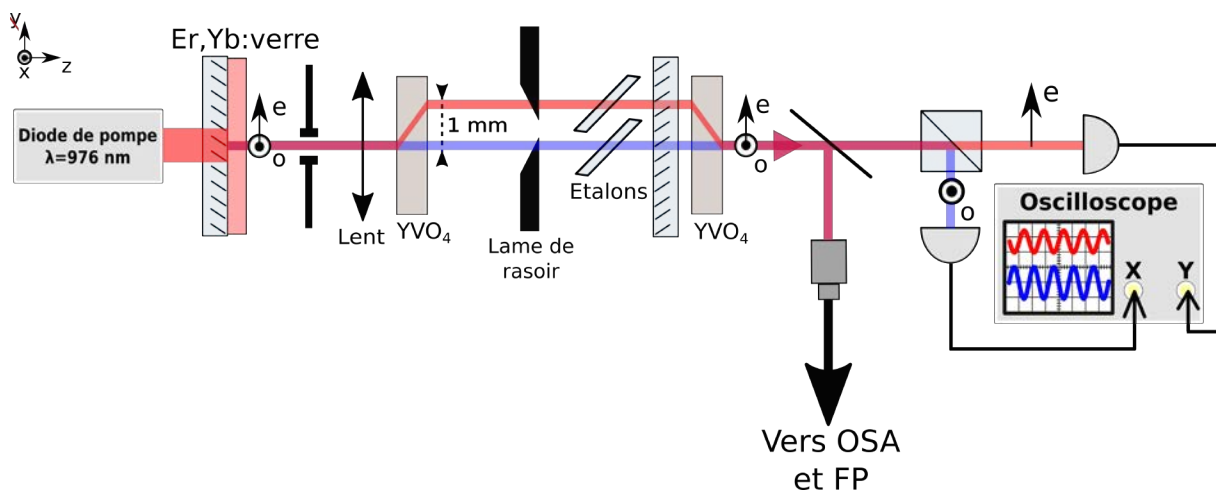 y
x
z
Er,Yb:verre
Diode de pompe
λ=976 nm
e
o
Lent
YVO4
1 mm
Lame de
rasoir
Etalons
YVO4
e
o
e
o
Oscilloscope
X
Y
Vers OSA
et FP